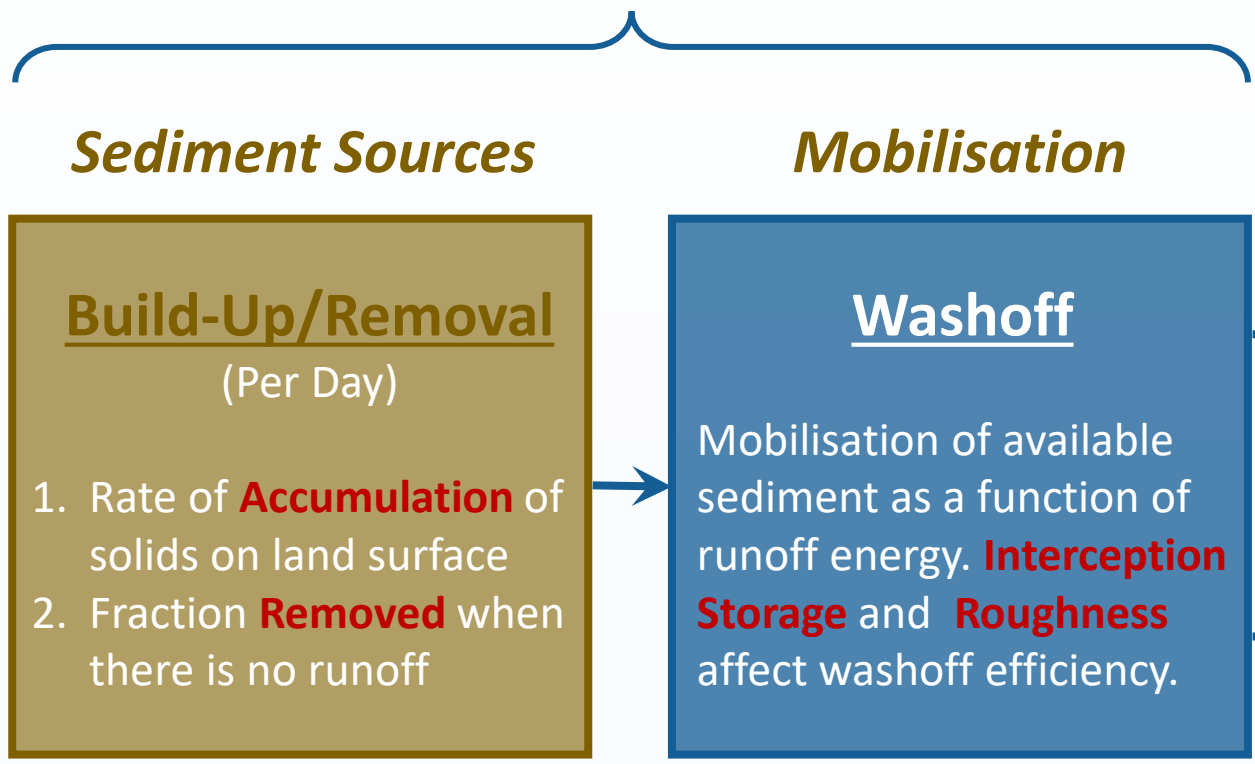 Sediment Sources
Build-Up/Removal
(Per Day)
1. Rate of Accumulation of
solids on land surface
2. Fraction Removed when
there is no runoff
Mobilisation
Washoff
Mobilisation of available
sediment as a function of
runoff energy. Interception
Storage and Roughness
affect washoff efficiency.